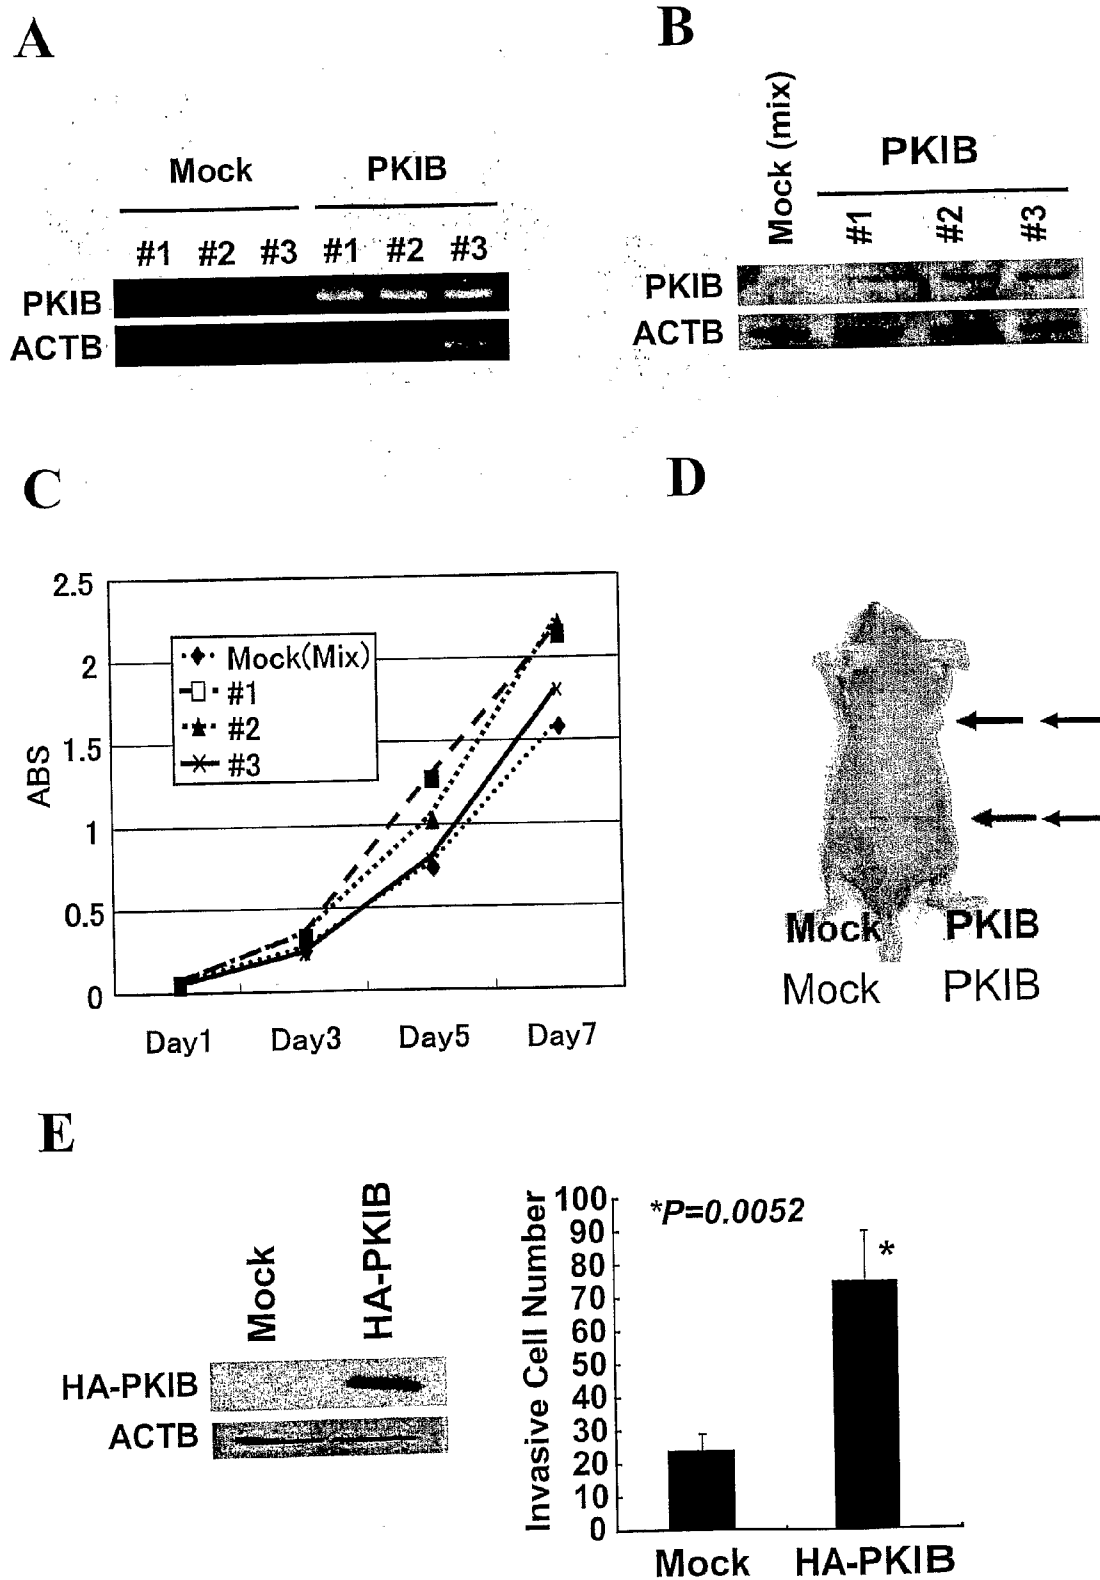 A
Mock PKIB
#1 #2 #3 #1 #2 #3
PKIB
ACTB
B
Mock (mix)
PKIB
#1 #2 #3
PKIB
ACTB
C
2.5
2
1.5
1
0.5
0
ABS
Mock(Mix)
#1
#2
#3
Day1 Day3 Day5 Day7
D
Mock PKIB
Mock PKIB
E
Mock HA-PKIB
HA-PKIB
ACTB
Invasive Cell Number
100
90
80
70
60
50
40
30
20
10
0
*P=0.0052
*
Mock HA-PKIB